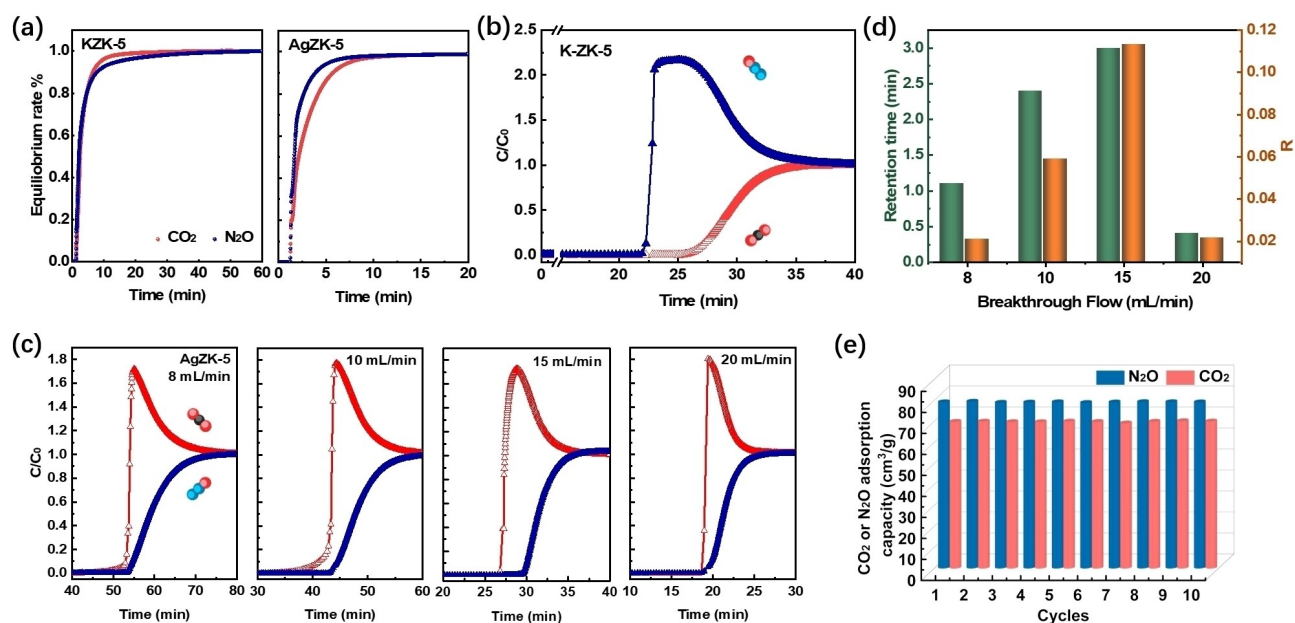 (a)
KZK-5
AgZK-5
Equiliobrium rate %
1.0
0.8
0.6
0.4
0.2
0.0
CO₂
N₂O
0 10 20 30 40 50 60
0 5 10 15 20
Time (min)
Time (min)
(b)
K-ZK-5
C/C₀
2.5
2.0
1.5
1.0
0.5
0.0
0 20 25 30 35 40
Time (min)
(d)
Retention time (min)
3.0
2.5
2.0
1.5
1.0
0.5
0.0
0.12
0.10
0.08
0.06
0.04
0.02
R
8 10 15 20
Breakthrough Flow (mL/min)
(c)
AgZK-5
8 mL/min
10 mL/min
15 mL/min
20 mL/min
C/C₀
1.8
1.6
1.4
1.2
1.0
0.8
0.6
0.4
0.2
0.0
40 50 60 70 80
30 40 50 60
20 25 30 35 40
10 15 20 25 30
Time (min)
Time (min)
Time (min)
Time (min)
(e)
N₂O
CO₂
CO₂ or N₂O adsorption
capacity (cm³/g)
90
80
70
60
50
40
30
20
10
0
1 2 3 4 5 6 7 8 9 10
Cycles